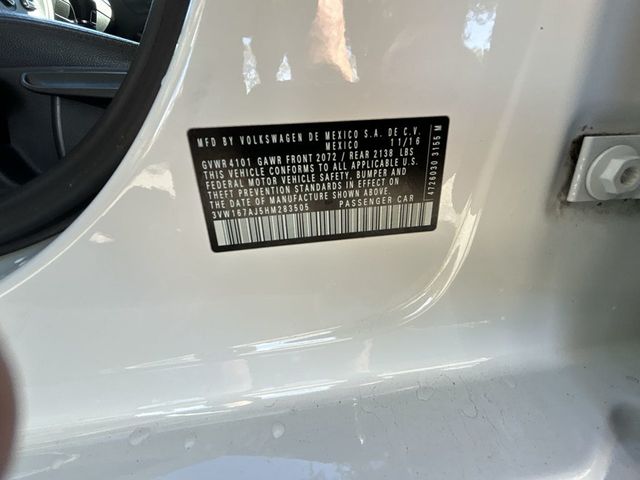 MFD BY VOLKSWAGEN DE MEXICO S.A. DE C.V.
MEXICO 11/16
GVWR 4101 GAWR FRONT 2072 / REAR 2138 LBS
THIS VEHICLE CONFORMS TO ALL APPLICABLE U.S.
FEDERAL MOTOR VEHICLE SAFETY, BUMPER AND
THEFT PREVENTION STANDARDS IN EFFECT ON
THE DATE OF MANUFACTURE SHOWN ABOVE.
3VW167AJ5HM283505 PASSENGER CAR
4726030 3155 M